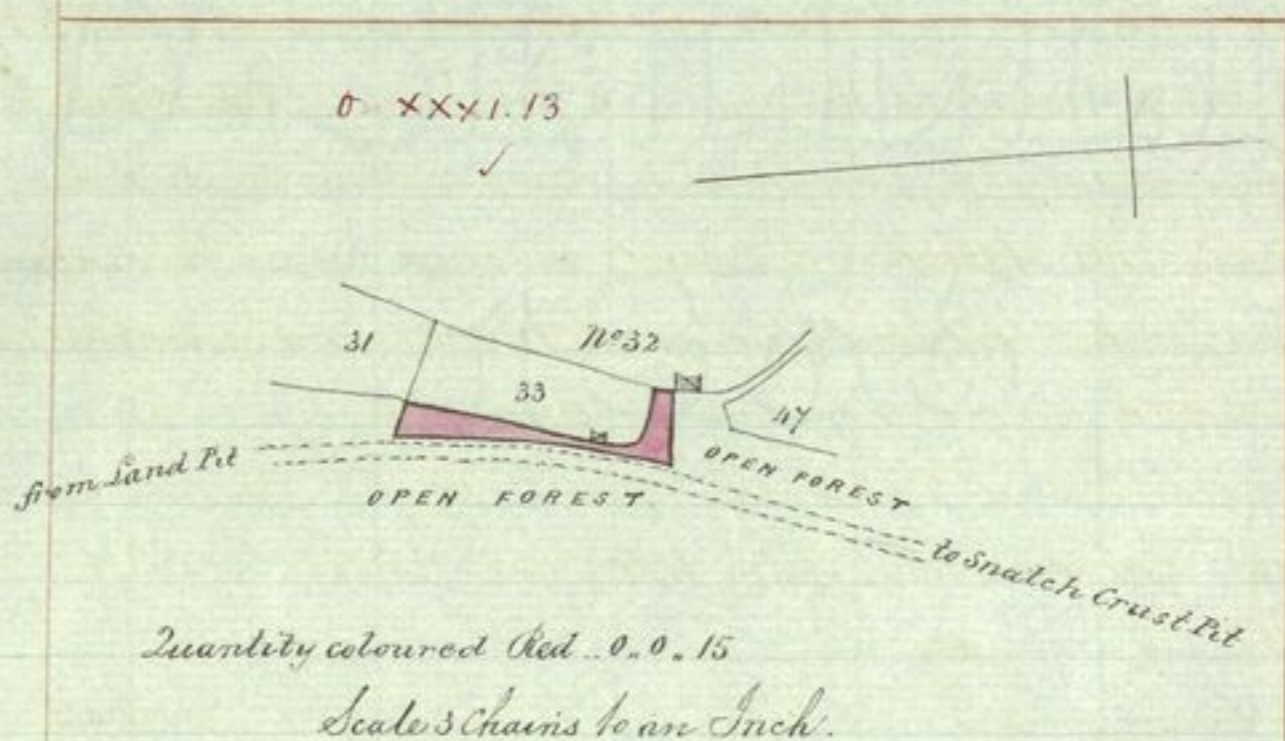 O XXXI.13
31
No 32
33
47
from Land Pit
OPEN FOREST
OPEN FOREST
to Snatch Crust Pit
Quantity coloured Red .. 0 .. 0 .. 15
Scale 3 Chains to an Inch.